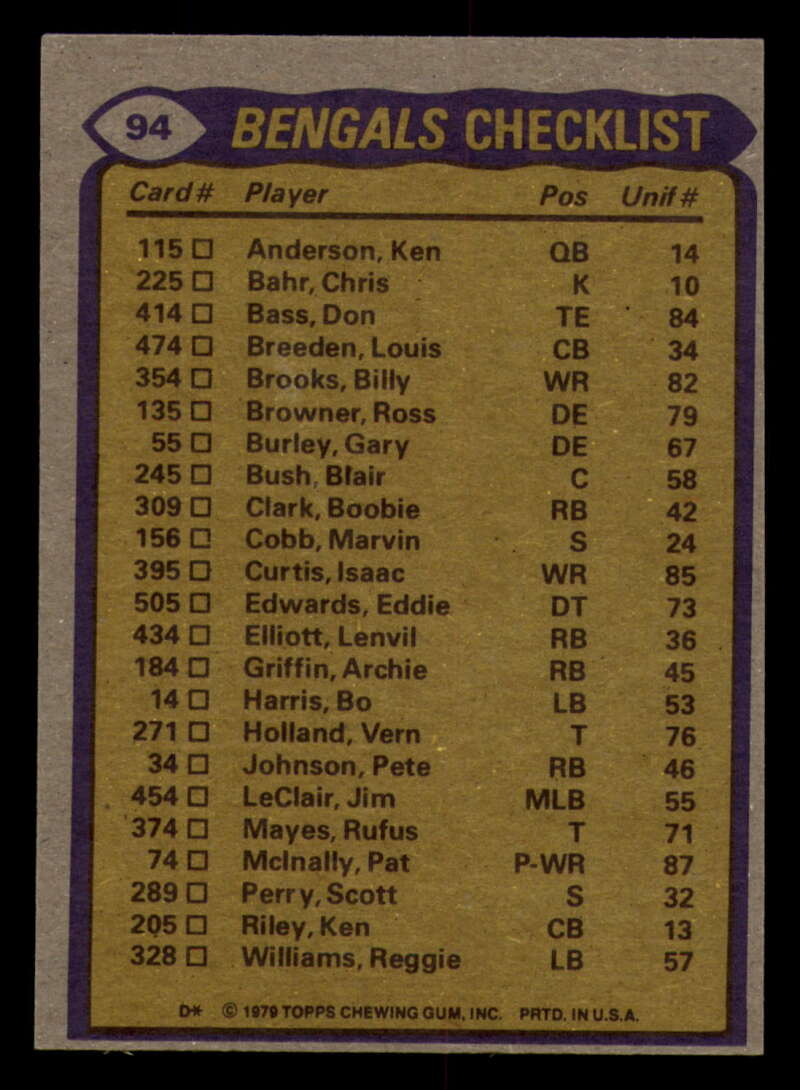 94 BENGALS CHECKLIST
Card# Player Pos Unif#
115 □ Anderson, Ken QB 14
225 □ Bahr, Chris K 10
414 □ Bass, Don TE 84
474 □ Breeden, Louis CB 34
354 □ Brooks, Billy WR 82
135 □ Browner, Ross DE 79
55 □ Burley, Gary DE 67
245 □ Bush, Blair C 58
309 □ Clark, Boobie RB 42
156 □ Cobb, Marvin S 24
395 □ Curtis, Isaac WR 85
505 □ Edwards, Eddie DT 73
434 □ Elliott, Lenvil RB 36
184 □ Griffin, Archie RB 45
14 □ Harris, Bo LB 53
271 □ Holland, Vern T 76
34 □ Johnson, Pete RB 46
454 □ LeClair, Jim MLB 55
374 □ Mayes, Rufus T 71
74 □ McInally, Pat P-WR 87
289 □ Perry, Scott S 32
205 □ Riley, Ken CB 13
328 □ Williams, Reggie LB 57
D* © 1979 TOPPS CHEWING GUM, INC. PRTD. IN U.S.A.